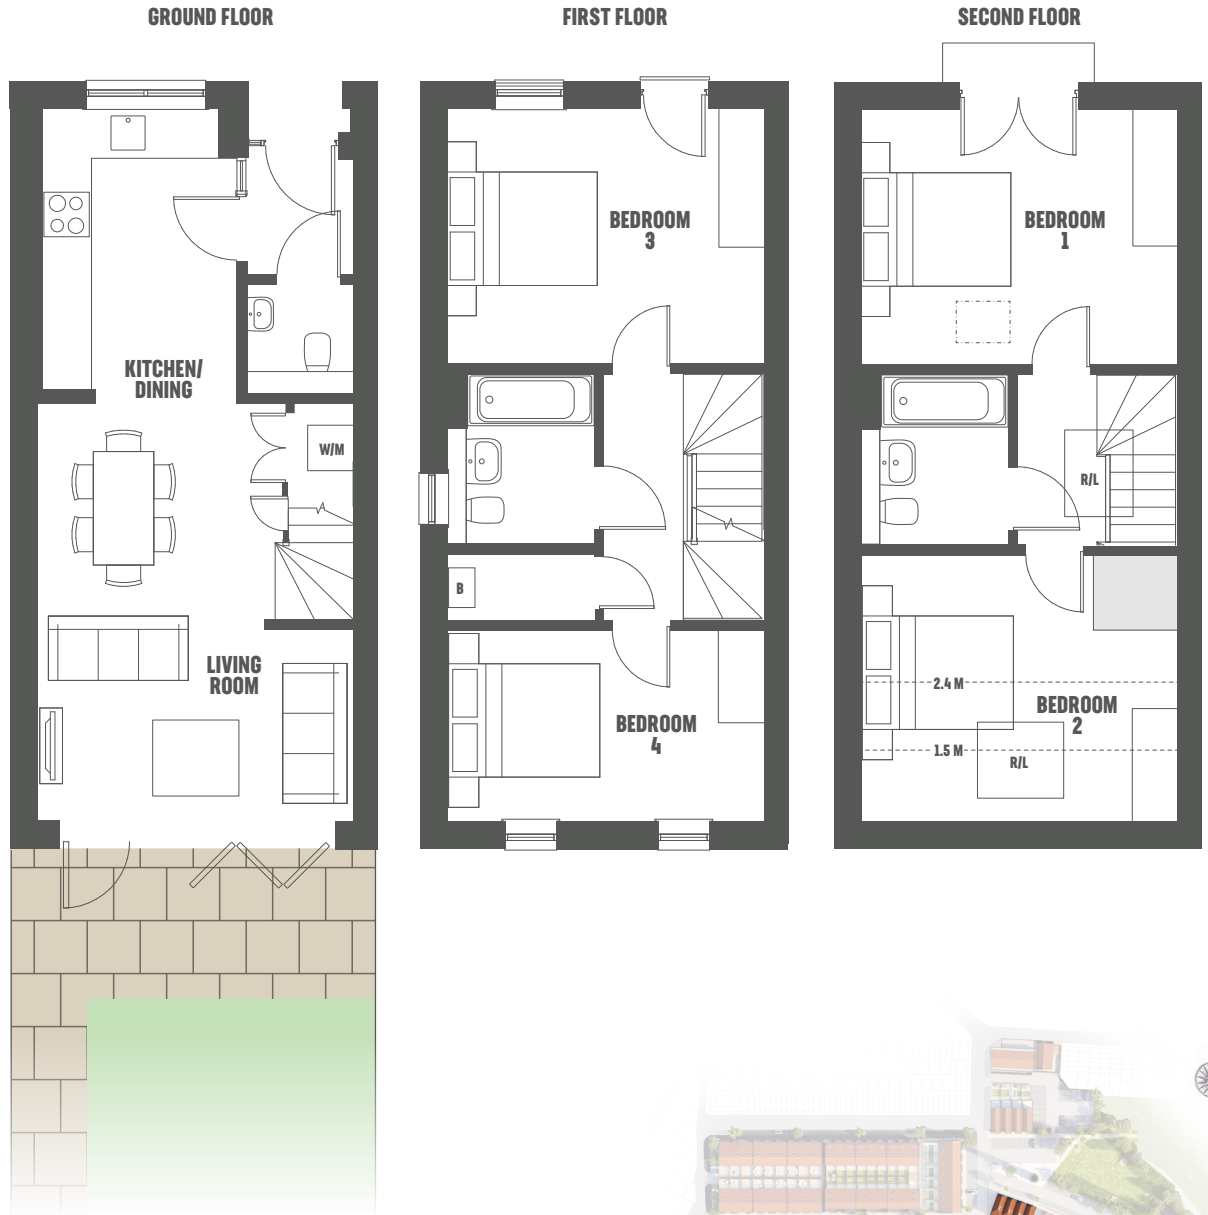 GROUND FLOOR
FIRST FLOOR
SECOND FLOOR
KITCHEN/
DINING
W/M
LIVING
ROOM
BEDROOM
3
B
BEDROOM
4
BEDROOM
1
R/L
2.4 M
BEDROOM
2
1.5 M
R/L